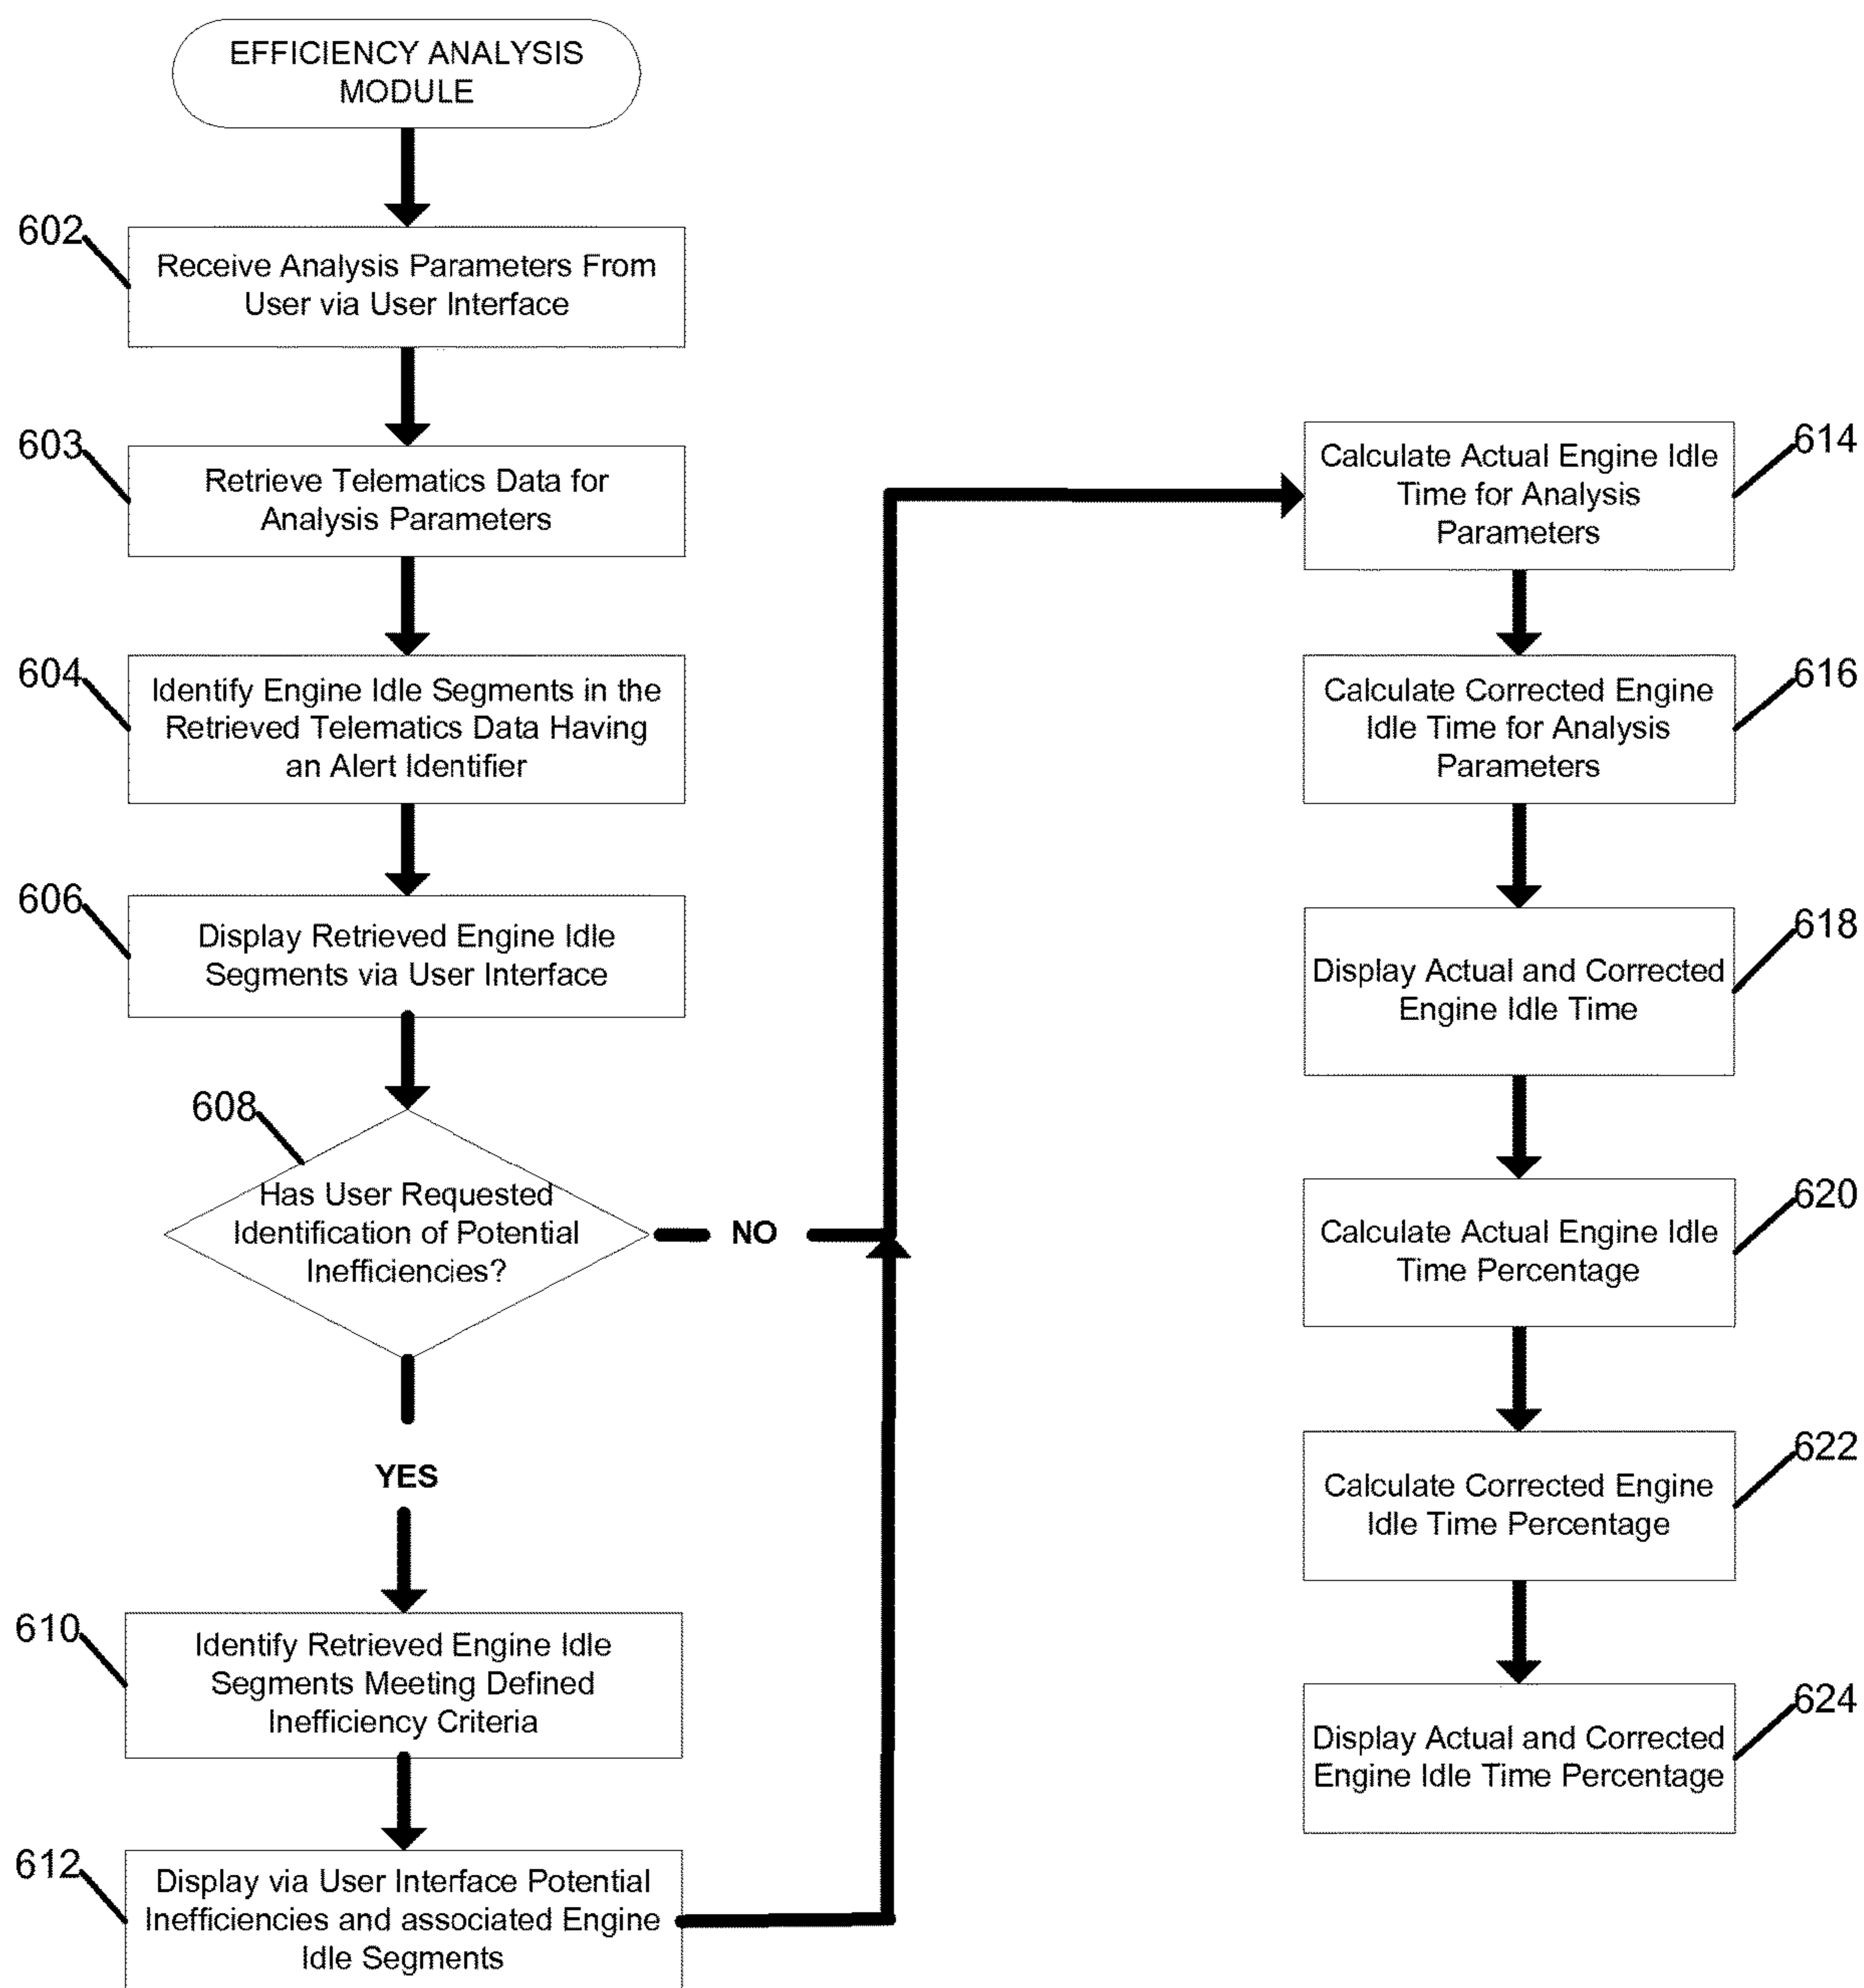 EFFICIENCY ANALYSIS
MODULE
602
Receive Analysis Parameters From
User via User Interface
603
Retrieve Telematics Data for
Analysis Parameters
604
Identify Engine Idle Segments in the
Retrieved Telematics Data Having
an Alert Identifier
606
Display Retrieved Engine Idle
Segments via User Interface
608
Has User Requested
Identification of Potential
Inefficiencies?
NO
YES
610
Identify Retrieved Engine Idle
Segments Meeting Defined
Inefficiency Criteria
612
Display via User Interface Potential
Inefficiencies and associated Engine
Idle Segments
614
Calculate Actual Engine Idle
Time for Analysis
Parameters
616
Calculate Corrected Engine
Idle Time for Analysis
Parameters
618
Display Actual and Corrected
Engine Idle Time
620
Calculate Actual Engine Idle
Time Percentage
622
Calculate Corrected Engine
Idle Time Percentage
624
Display Actual and Corrected
Engine Idle Time Percentage